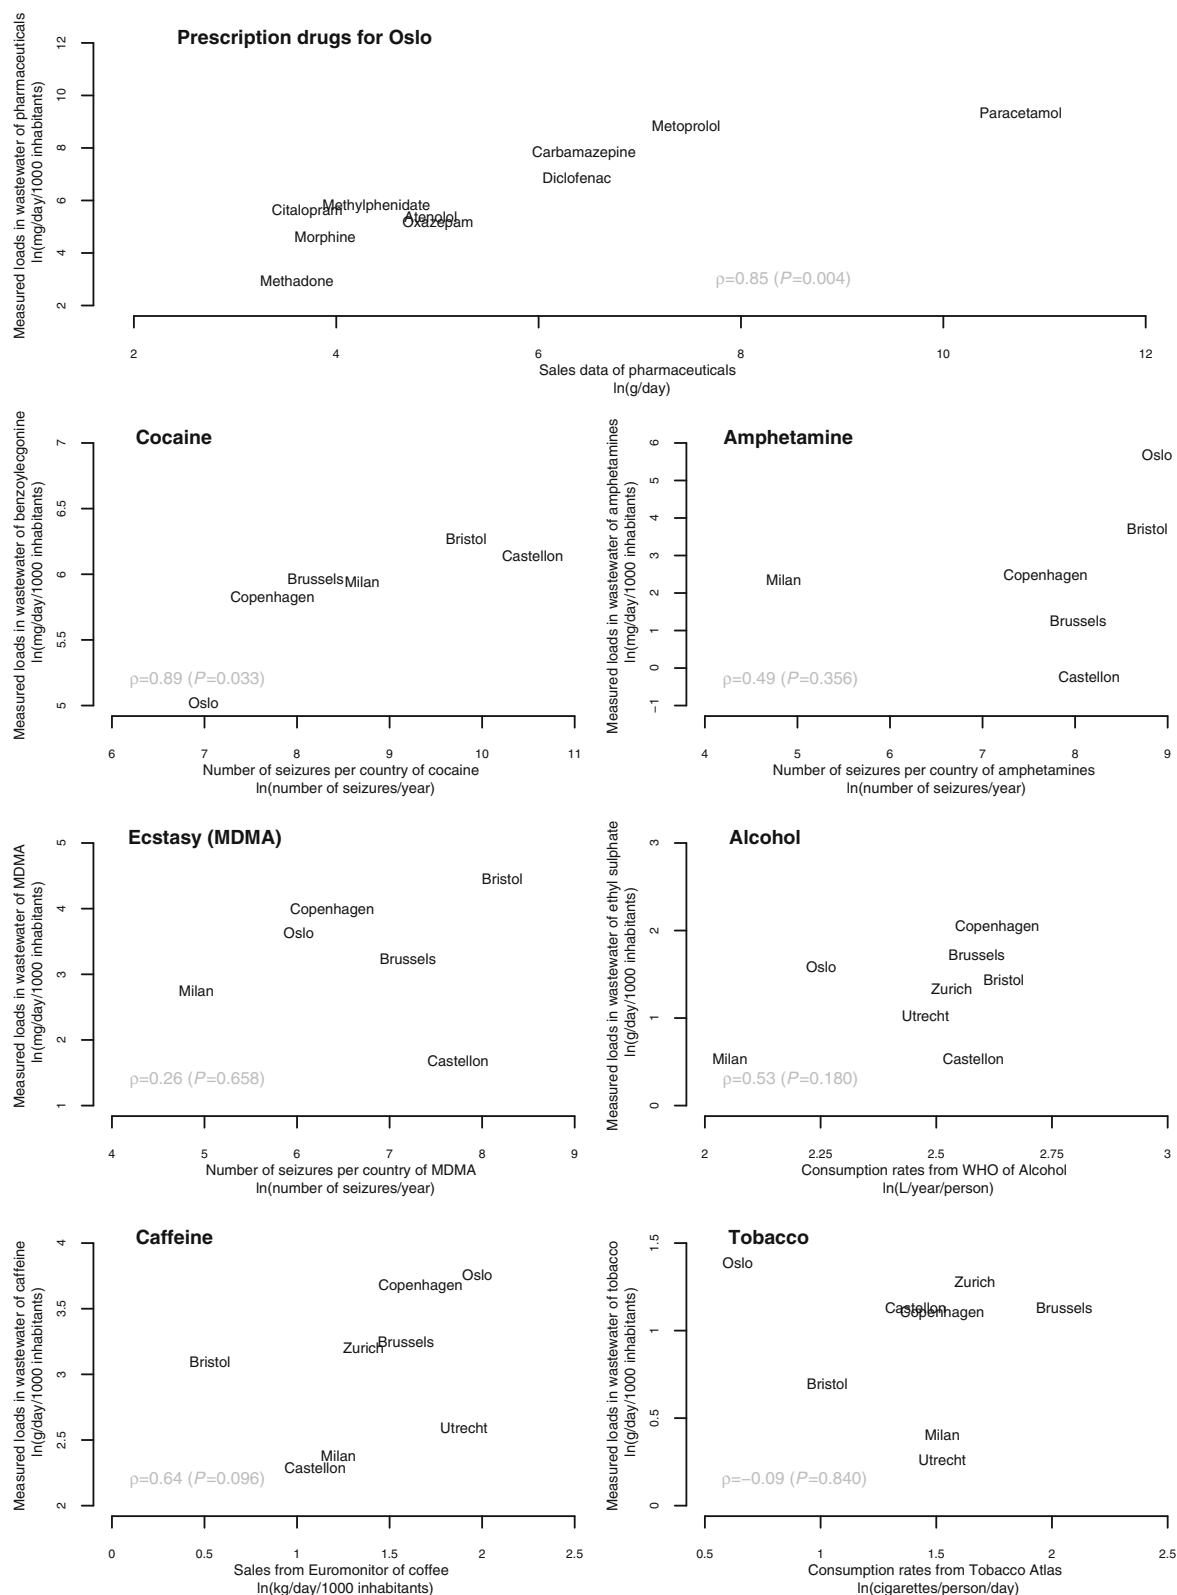 Prescription drugs for Oslo
Measured loads in wastewater of pharmaceuticals
ln(mg/day/1000 inhabitants)
12
10
8
6
4
2
Paracetamol
Metoprolol
Carbamazepine
Diclofenac
Methylphenidate
Citalopram
Atenolol
Oxazepam
Morphine
Methadone
ρ=0.85 (P=0.004)
2 4 6 8 10 12
Sales data of pharmaceuticals
ln(g/day)
Cocaine
Measured loads in wastewater of benzoylecgonine
ln(mg/day/1000 inhabitants)
7
6.5
6
5.5
5
Bristol
Castellon
Brussels
Milan
Copenhagen
ρ=0.89 (P=0.033)
Oslo
6 7 8 9 10 11
Number of seizures per country of cocaine
ln(number of seizures/year)
Amphetamine
Measured loads in wastewater of amphetamines
ln(mg/day/1000 inhabitants)
6
5
4
3
2
1
0
−1
Oslo
Bristol
Copenhagen
Milan
Brussels
Castellon
ρ=0.49 (P=0.356)
4 5 6 7 8 9
Number of seizures per country of amphetamines
ln(number of seizures/year)
Ecstasy (MDMA)
Measured loads in wastewater of MDMA
ln(mg/day/1000 inhabitants)
5
4
3
2
1
Bristol
Copenhagen
Oslo
Brussels
Milan
Castellon
ρ=0.26 (P=0.658)
4 5 6 7 8 9
Number of seizures per country of MDMA
ln(number of seizures/year)
Alcohol
Measured loads in wastewater of ethyl sulphate
ln(g/day/1000 inhabitants)
3
2
1
0
Copenhagen
Brussels
Oslo
Bristol
Zurich
Utrecht
Milan
Castellon
ρ=0.53 (P=0.180)
2 2.25 2.5 2.75 3
Consumption rates from WHO of Alcohol
ln(L/year/person)
Caffeine
Measured loads in wastewater of caffeine
ln(g/day/1000 inhabitants)
4
3.5
3
2.5
2
Oslo
Copenhagen
Brussels
Zurich
Bristol
Utrecht
Milan
Castellon
ρ=0.64 (P=0.096)
0 0.5 1 1.5 2 2.5
Sales from Euromonitor of coffee
ln(kg/day/1000 inhabitants)
Tobacco
Measured loads in wastewater of tobacco
ln(g/day/1000 inhabitants)
1.5
1
0.5
0
Oslo
Zurich
Castellon
Copenhagen
Brussels
Bristol
Milan
Utrecht
ρ=−0.09 (P=0.840)
0.5 1 1.5 2 2.5
Consumption rates from Tobacco Atlas
ln(cigarettes/person/day)